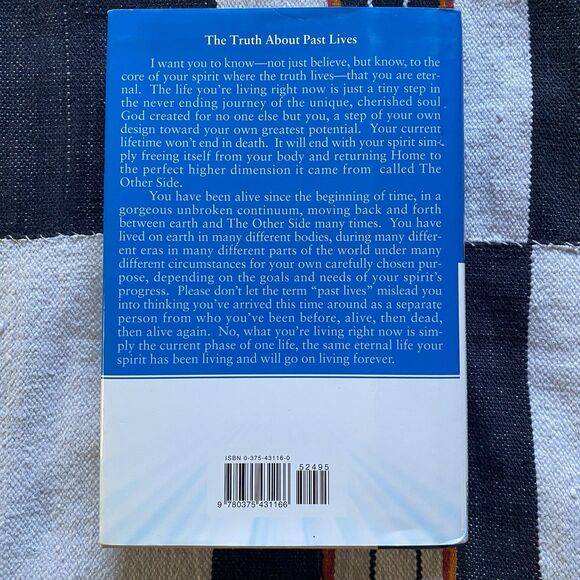 The Truth About Past Lives
I want you to know—not just believe, but know, to the
core of your spirit where the truth lives—that you are eter-
nal. The life you’re living right now is just a tiny step in
the never ending journey of the unique, cherished soul
God created for no one else but you, a step of your own
design toward your own greatest potential. Your current
lifetime won’t end in death. It will end with your spirit sim-
ply freeing itself from your body and returning Home to
the perfect higher dimension it came from called The
Other Side.
You have been alive since the beginning of time, in a
gorgeous unbroken continuum, moving back and forth
between earth and The Other Side many times. You have
lived on earth in many different bodies, during many differ-
ent eras in many different parts of the world under many
different circumstances for your own carefully chosen pur-
pose, depending on the goals and needs of your spirit’s
progress. Please don’t let the term “past lives” mislead you
into thinking you’ve arrived this time around as a separate
person from who you’ve been before, alive, then dead,
then alive again. No, what you’re living right now is sim-
ply the current phase of one life, the same eternal life your
spirit has been living and will go on living forever.
ISBN 0-375-43116-0
52495
9 780375 431166